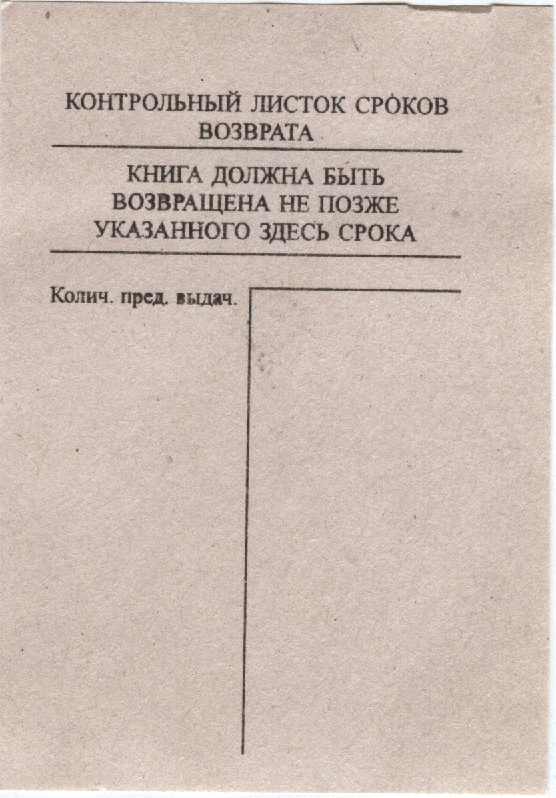 КОНТРОЛЬНЫЙ ЛИСТОК СРОКОВ
ВОЗВРАТА
КНИГА ДОЛЖНА БЫТЬ
ВОЗВРАЩЕНА НЕ ПОЗЖЕ
УКАЗАННОГО ЗДЕСЬ СРОКА
Колич. пред. выдач.